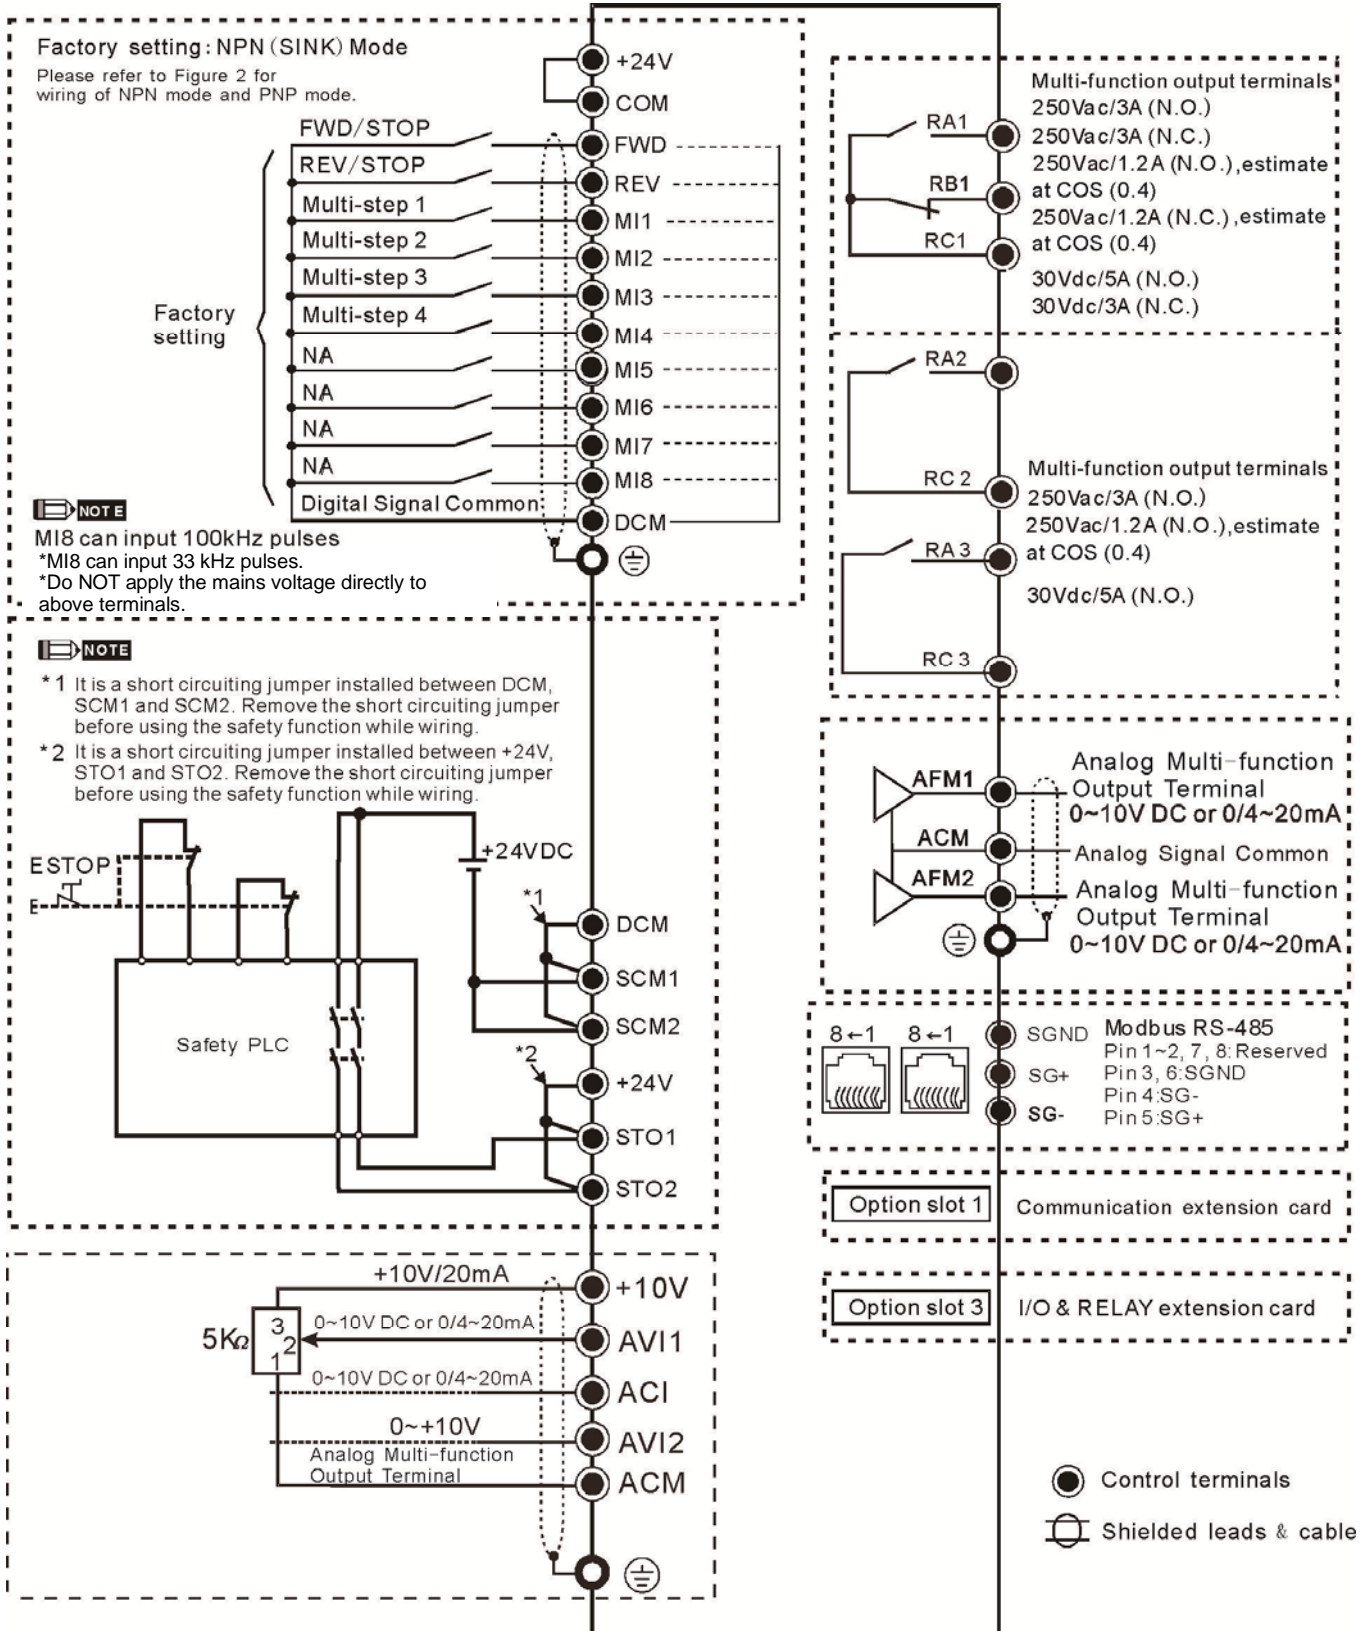 Factory setting: NPN (SINK) Mode
Please refer to Figure 2 for
wiring of NPN mode and PNP mode.
+24V
COM
FWD/STOP
FWD
REV/STOP
REV
Multi-step 1
MI1
Multi-step 2
MI2
Multi-step 3
MI3
Multi-step 4
MI4
Factory
setting
NA
MI5
NA
MI6
NA
MI7
NA
MI8
Digital Signal Common
DCM
NOTE
MI8 can input 100kHz pulses
*MI8 can input 33 kHz pulses.
*Do NOT apply the mains voltage directly to
above terminals.
NOTE
*1 It is a short circuiting jumper installed between DCM,
SCM1 and SCM2. Remove the short circuiting jumper
before using the safety function while wiring.
*2 It is a short circuiting jumper installed between +24V,
STO1 and STO2. Remove the short circuiting jumper
before using the safety function while wiring.
ESTOP
E
+24VDC
*1
DCM
SCM1
SCM2
Safety PLC
*2
+24V
STO1
STO2
+10V/20mA
+10V
5KΩ
3
2
1
0~10V DC or 0/4~20mA
AVI1
0~10V DC or 0/4~20mA
ACI
0~+10V
AVI2
Analog Multi-function
Output Terminal
ACM
RA1
RB1
RC1
Multi-function output terminals
250Vac/3A (N.O.)
250Vac/3A (N.C.)
250Vac/1.2A (N.O.), estimate
at COS (0.4)
250Vac/1.2A (N.C.), estimate
at COS (0.4)
30Vdc/5A (N.O.)
30Vdc/3A (N.C.)
RA2
RC 2
RA 3
RC 3
Multi-function output terminals
250Vac/3A (N.O.)
250Vac/1.2A (N.O.), estimate
at COS (0.4)
30Vdc/5A (N.O.)
AFM1
Analog Multi-function
Output Terminal
0~10V DC or 0/4~20mA
ACM
Analog Signal Common
AFM2
Analog Multi-function
Output Terminal
0~10V DC or 0/4~20mA
8←1
8←1
SGND
SG+
SG-
Modbus RS-485
Pin 1~2, 7, 8: Reserved
Pin 3, 6:SGND
Pin 4:SG-
Pin 5:SG+
Option slot 1
Communication extension card
Option slot 3
I/O & RELAY extension card
Control terminals
Shielded leads & cable